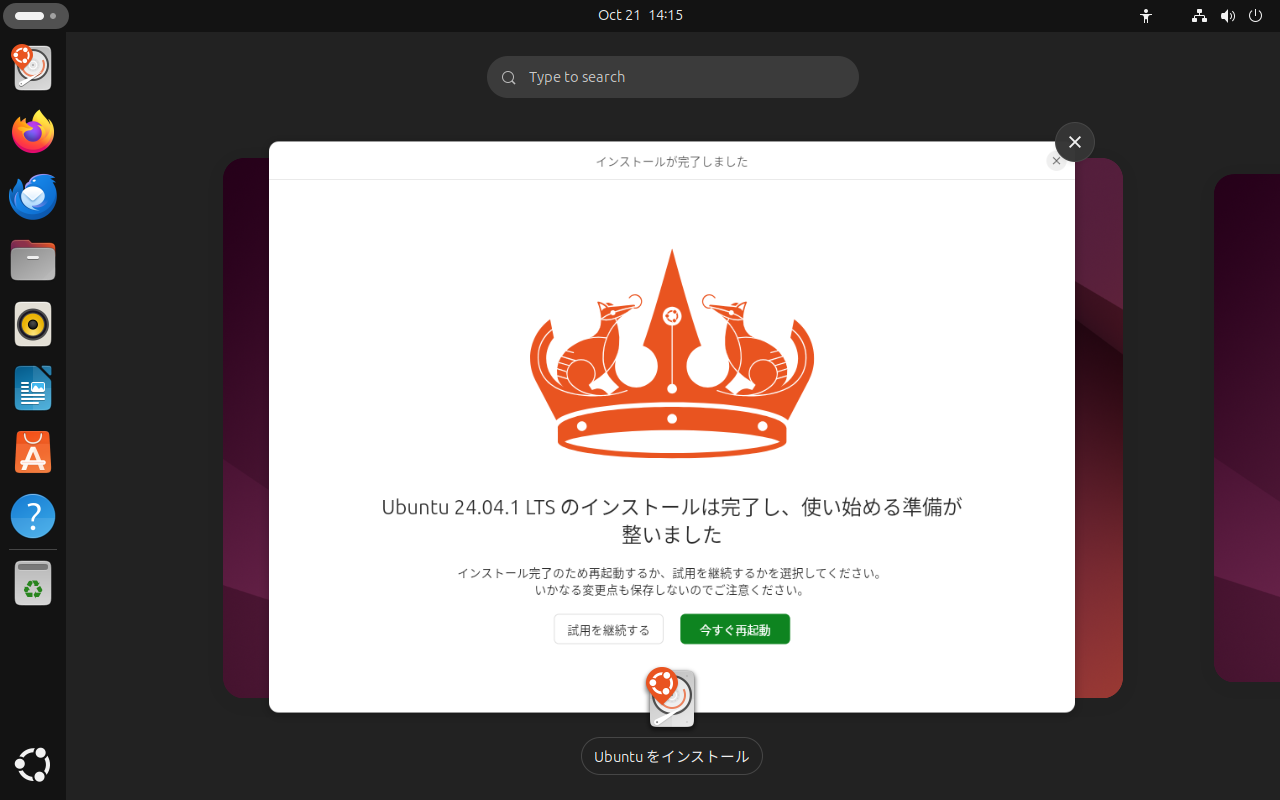 Oct 21 14:15
Type to search
インストールが完了しました
Ubuntu 24.04.1 LTS のインストールは完了し、使い始める準備が
整いました
インストール完了のため再起動するか、試用を継続するかを選択してください。
いかなる変更点も保存しないのでご注意ください。
試用を継続する
今すぐ再起動
Ubuntu をインストール